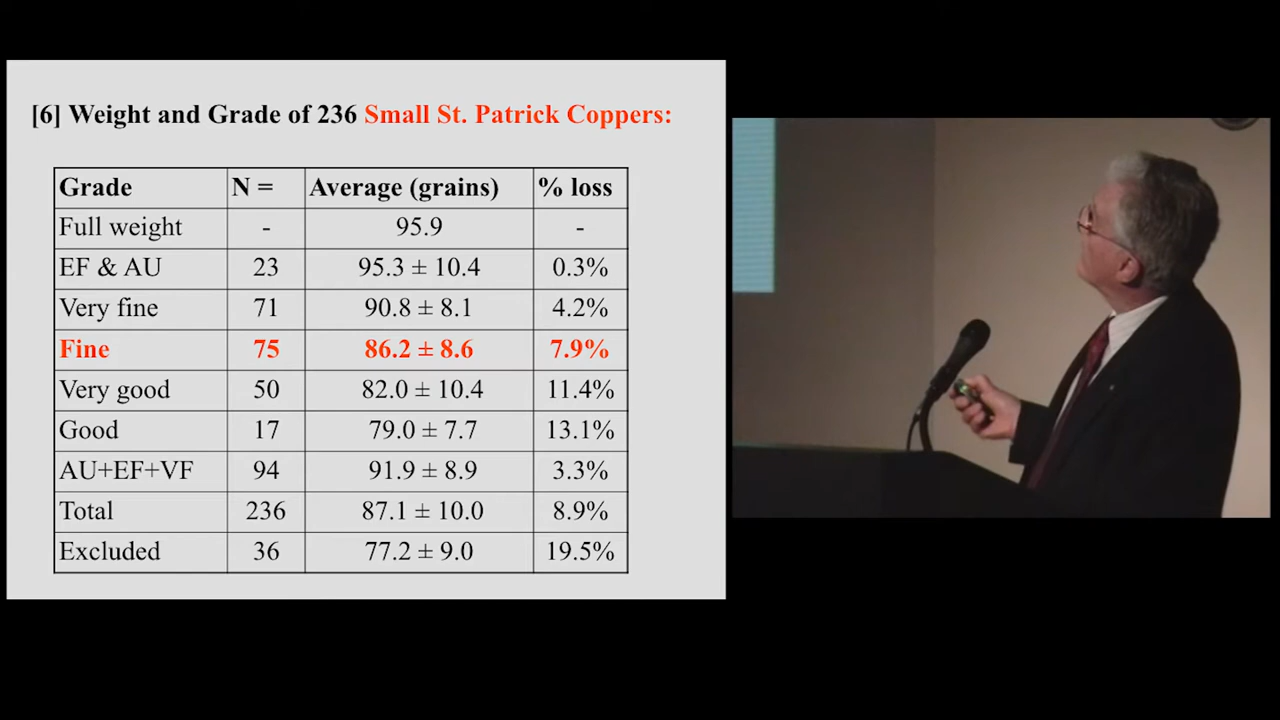 [6] Weight and Grade of 236 Small St. Patrick Coppers:
Grade N = Average (grains) % loss
Full weight - 95.9 -
EF & AU 23 95.3 ± 10.4 0.3%
Very fine 71 90.8 ± 8.1 4.2%
Fine 75 86.2 ± 8.6 7.9%
Very good 50 82.0 ± 10.4 11.4%
Good 17 79.0 ± 7.7 13.1%
AU+EF+VF 94 91.9 ± 8.9 3.3%
Total 236 87.1 ± 10.0 8.9%
Excluded 36 77.2 ± 9.0 19.5%